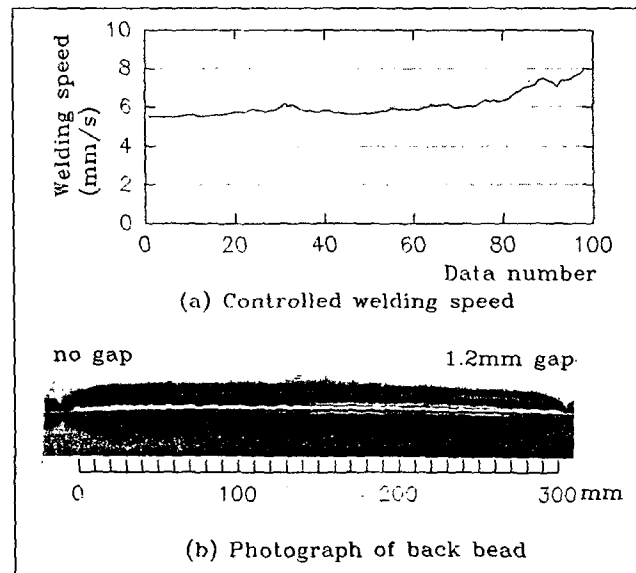 10
8
6
4
2
0
Welding speed
(mm/s)
0 20 40 60 80 100
Data number
(a) Controlled welding speed
no gap 1.2mm gap
0 100 200 300mm
(b) Photograph of back bead